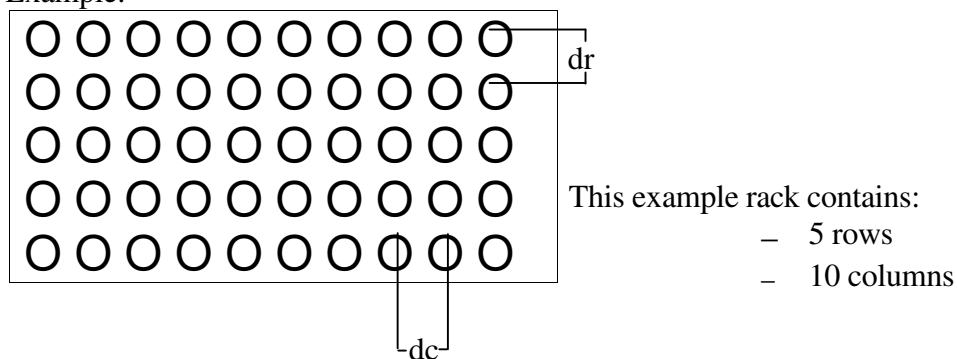 Example:
O O O O O O O O O O
dr
O O O O O O O O O O
O O O O O O O O O O
O O O O O O O O O O
This example rack contains:
– 5 rows
O O O O O O O O O O
– 10 columns
dc